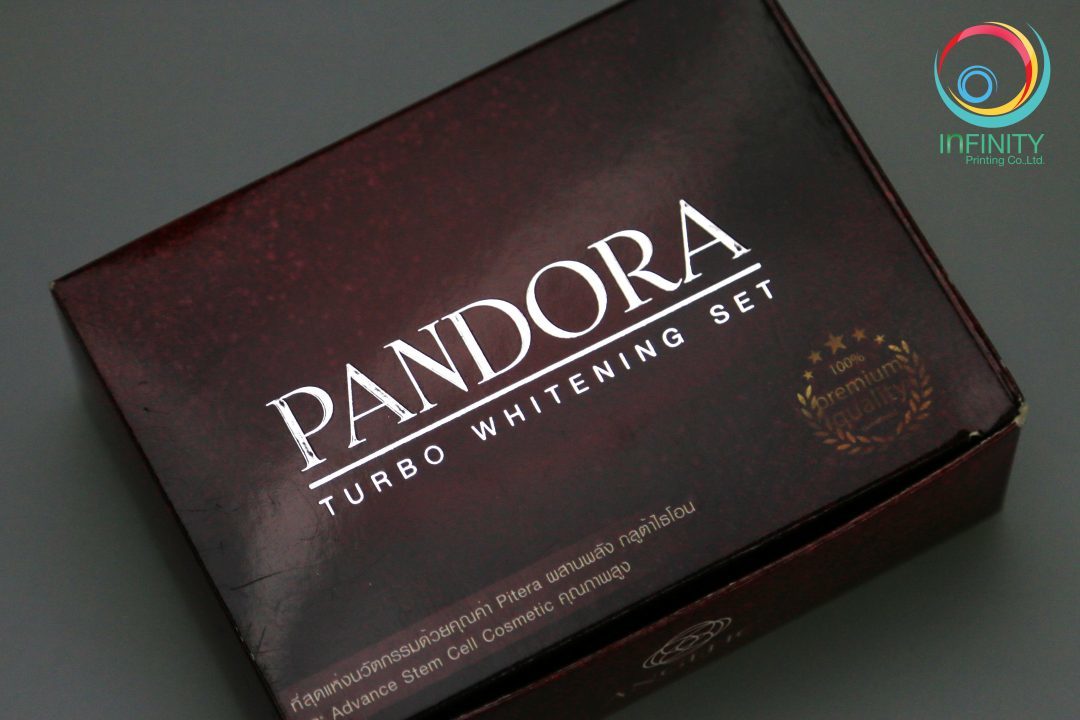 InFINITY
Printing Co.,Ltd.
PANDORA
TURBO WHITENING SET
100%
premium
quality
ที่สุดแห่งนวัตกรรมด้วยคุณค่า Pitera ผสานพลัง กลูต้าไธโอน
Advance Stem Cell Cosmetic คุณภาพสูง